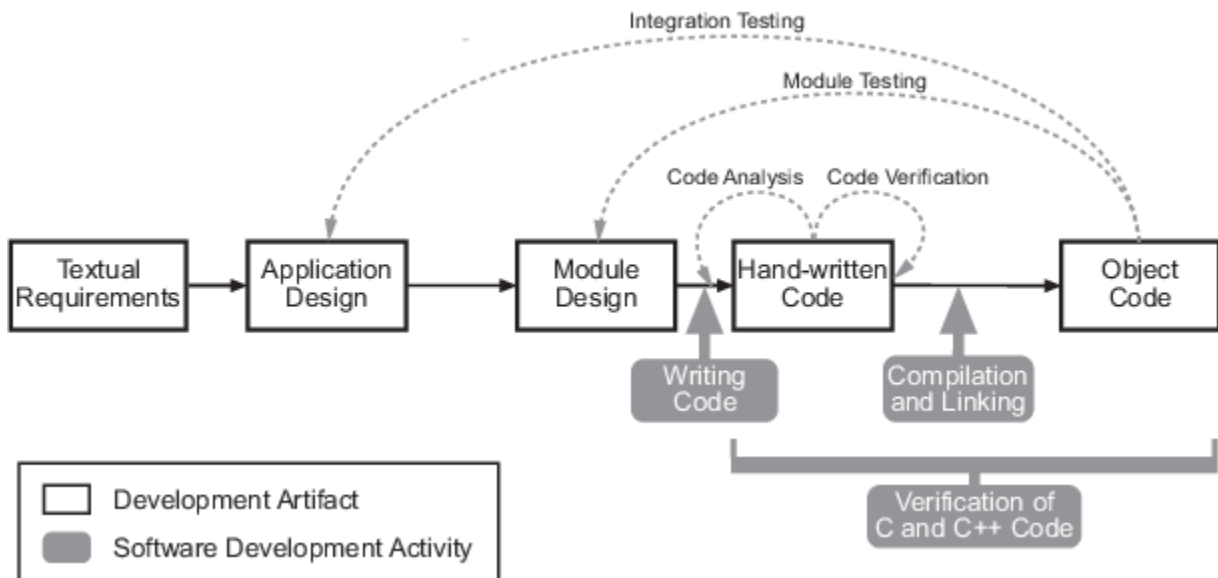 Integration Testing
Module Testing
Code Analysis
Code Verification
Textual
Requirements
Application
Design
Module
Design
Hand-written
Code
Object
Code
Writing
Code
Compilation
and Linking
Verification of
C and C++ Code
Development Artifact
Software Development Activity